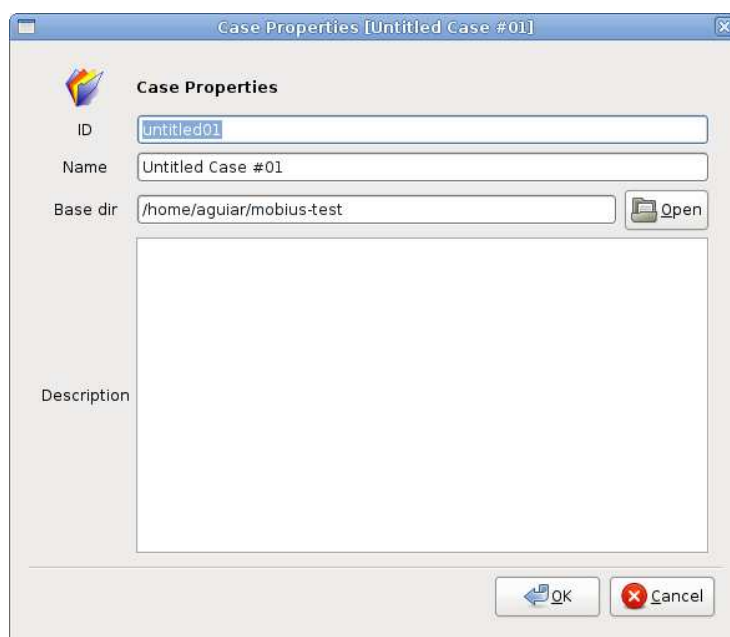 Case Properties [Untitled Case #01]
Case Properties
ID untitled01
Name Untitled Case #01
Base dir /home/aguiar/mobius-test Open
Description
OK Cancel